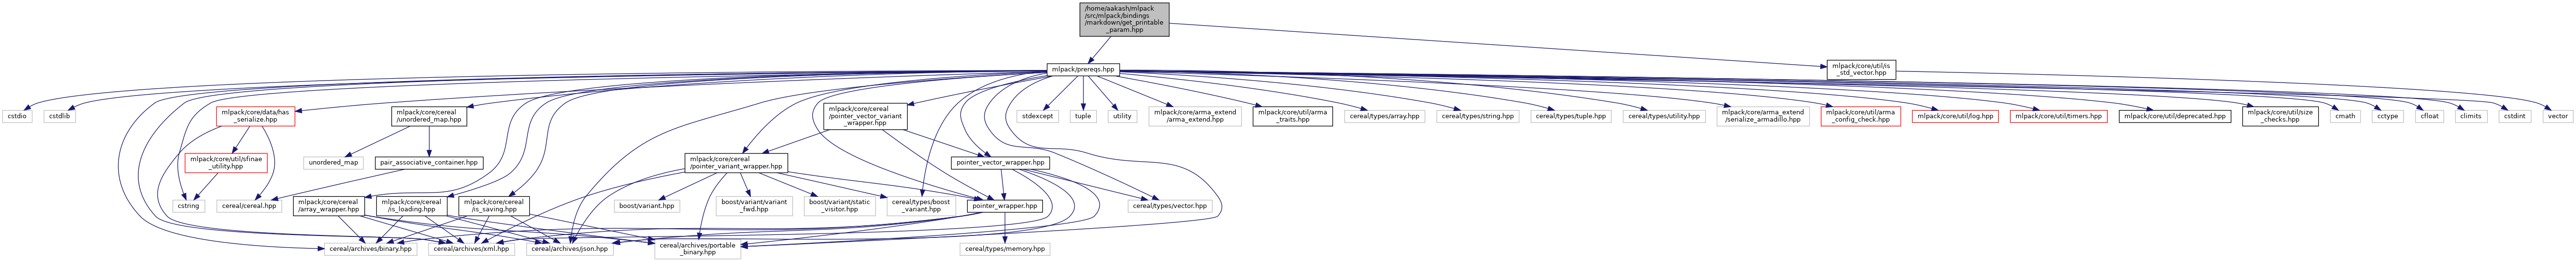 /home/aakash/mlpack
/src/mlpack/bindings
/markdown/get_printable
_param.hpp
mlpack/prereqs.hpp
mlpack/core/util/is
_std_vector.hpp
cstdio
cstdlib
mlpack/core/data/has
_serialize.hpp
mlpack/core/cereal
/unordered_map.hpp
mlpack/core/cereal
/pointer_vector_variant
_wrapper.hpp
stdexcept
tuple
utility
mlpack/core/arma_extend
/arma_extend.hpp
mlpack/core/util/arma
_traits.hpp
cereal/types/array.hpp
cereal/types/string.hpp
cereal/types/tuple.hpp
cereal/types/utility.hpp
mlpack/core/arma_extend
/serialize_armadillo.hpp
mlpack/core/util/arma
_config_check.hpp
mlpack/core/util/log.hpp
mlpack/core/util/timers.hpp
mlpack/core/util/deprecated.hpp
mlpack/core/util/size
_checks.hpp
cmath
cctype
cfloat
climits
cstdint
vector
mlpack/core/util/sfinae
_utility.hpp
unordered_map
pair_associative_container.hpp
mlpack/core/cereal
/pointer_variant_wrapper.hpp
pointer_vector_wrapper.hpp
cstring
cereal/cereal.hpp
mlpack/core/cereal
/array_wrapper.hpp
mlpack/core/cereal
/is_loading.hpp
mlpack/core/cereal
/is_saving.hpp
boost/variant.hpp
boost/variant/variant
_fwd.hpp
boost/variant/static
_visitor.hpp
cereal/types/boost
_variant.hpp
pointer_wrapper.hpp
cereal/types/vector.hpp
cereal/archives/binary.hpp
cereal/archives/xml.hpp
cereal/archives/json.hpp
cereal/archives/portable
_binary.hpp
cereal/types/memory.hpp